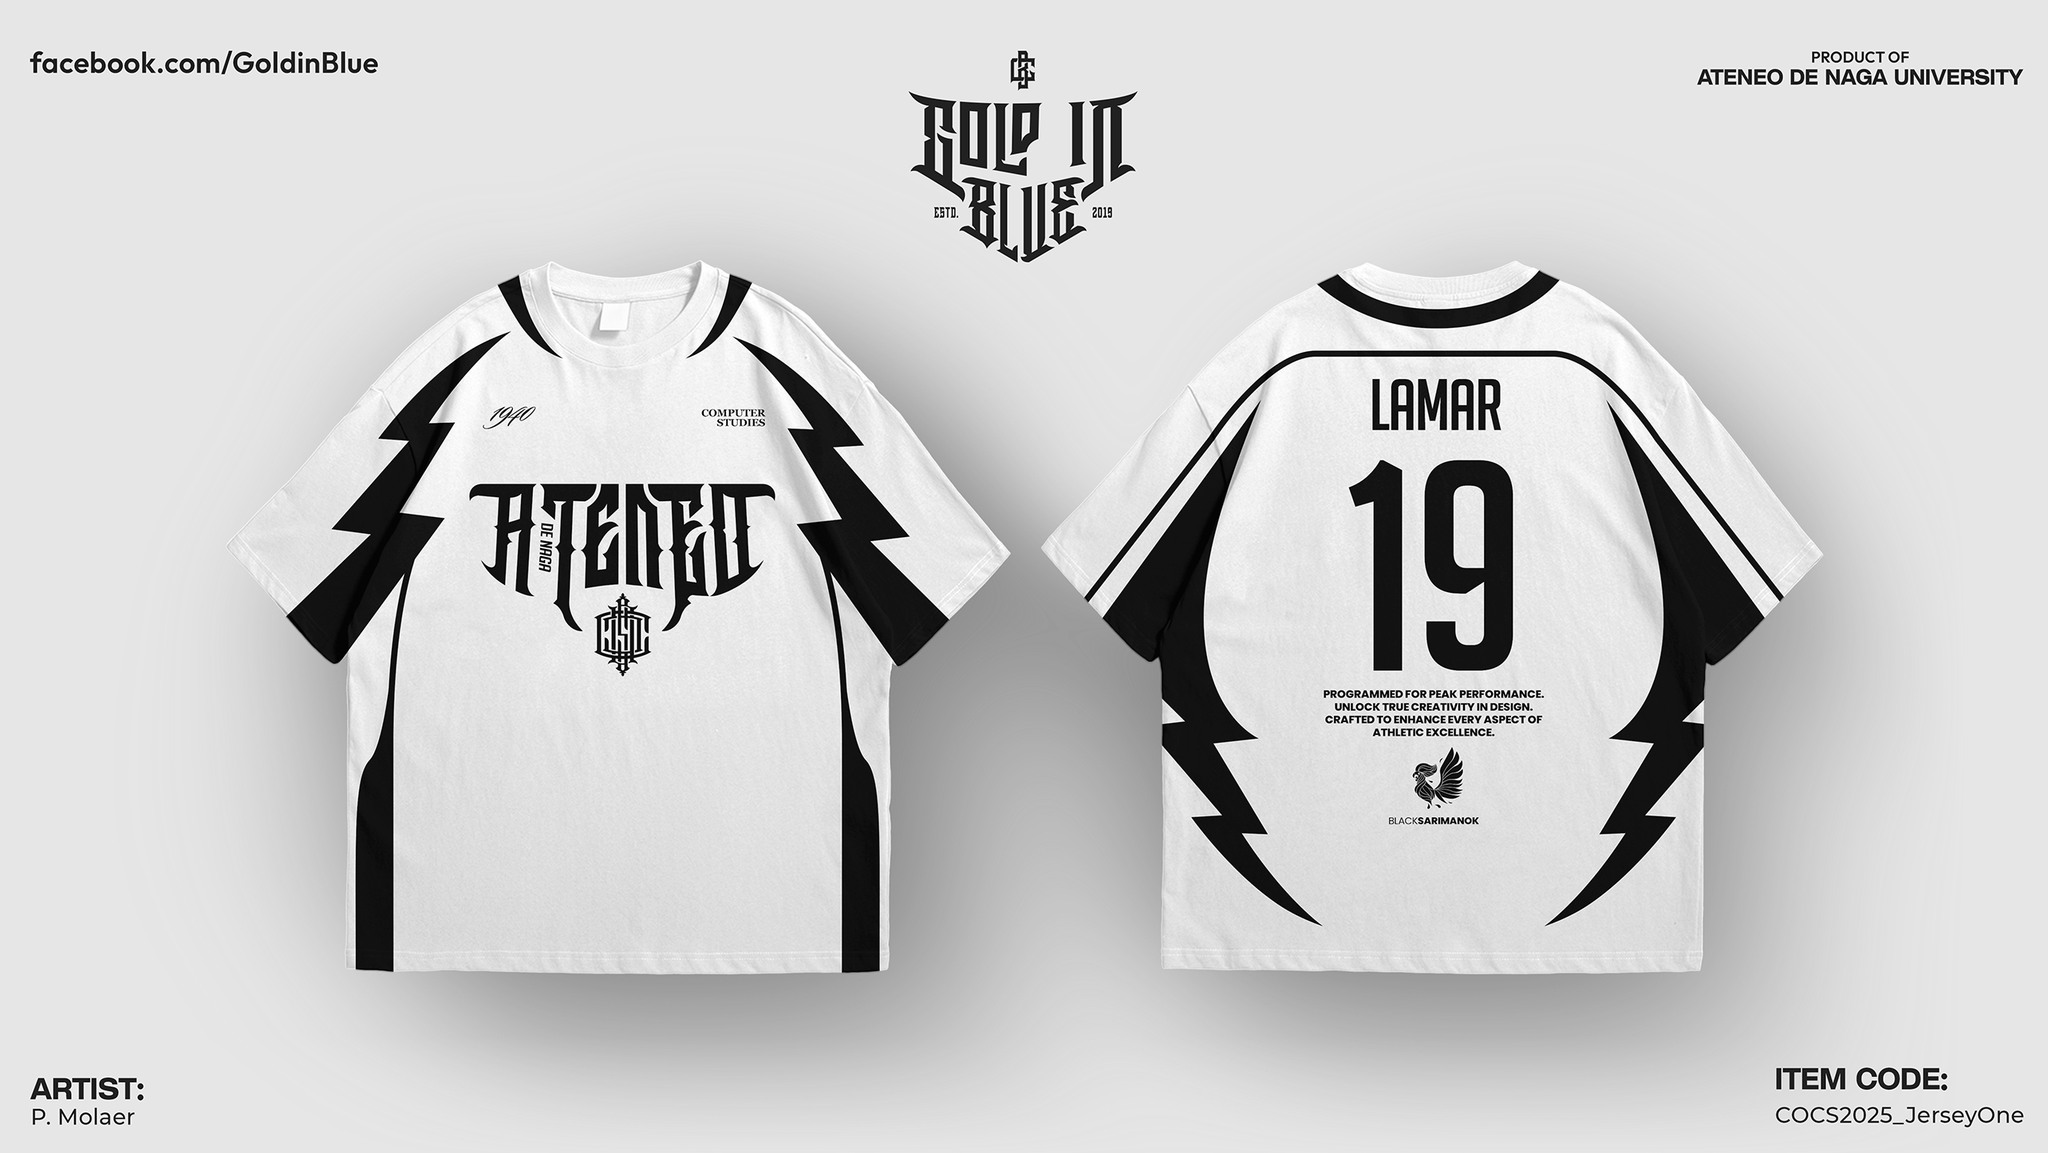 facebook.com/GoldinBlue
GOLD IN
BLUE
ESTD.
2019
PRODUCT OF
ATENEO DE NAGA UNIVERSITY
1940
COMPUTER
STUDIES
ATENEO
DE NAGA
LAMAR
19
PROGRAMMED FOR PEAK PERFORMANCE.
UNLOCK TRUE CREATIVITY IN DESIGN.
CRAFTED TO ENHANCE EVERY ASPECT OF
ATHLETIC EXCELLENCE.
BLACKSARIMANOK
ARTIST:
P. Molaer
ITEM CODE:
COCS2025_JerseyOne